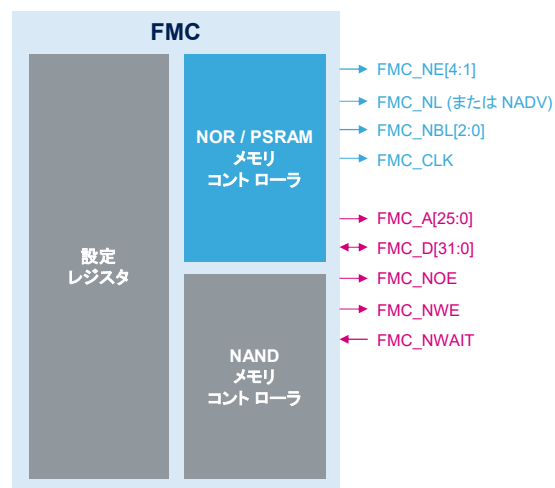 FMC
設定
レジスタ
NOR / PSRAM
メモリ
コント ローラ
NAND
メモリ
コント ローラ
FMC_NE[4:1]
FMC_NL (または NADV)
FMC_NBL[2:0]
FMC_CLK
FMC_A[25:0]
FMC_D[31:0]
FMC_NOE
FMC_NWE
FMC_NWAIT